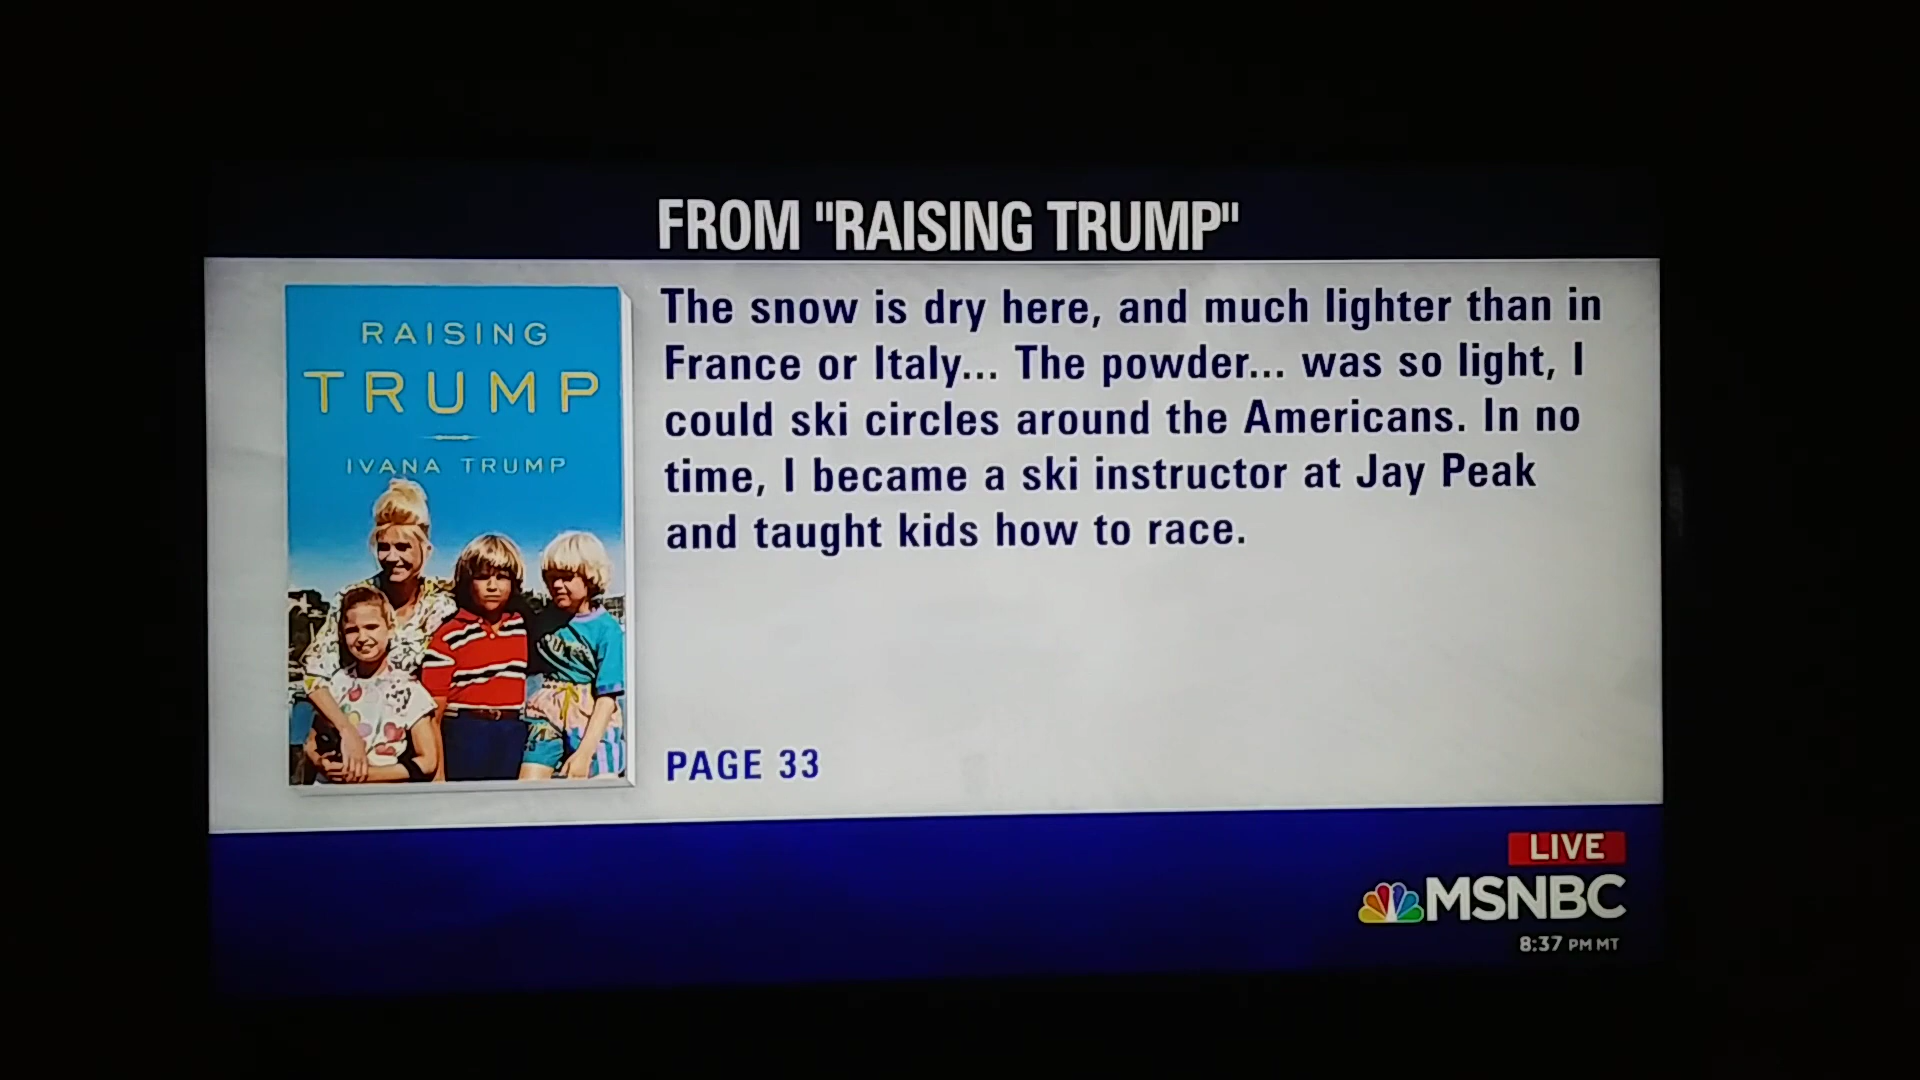 FROM "RAISING TRUMP"
RAISING
TRUMP
IVANA TRUMP
The snow is dry here, and much lighter than in
France or Italy... The powder... was so light, I
could ski circles around the Americans. In no
time, I became a ski instructor at Jay Peak
and taught kids how to race.
PAGE 33
LIVE
MSNBC
8:37 PM MT